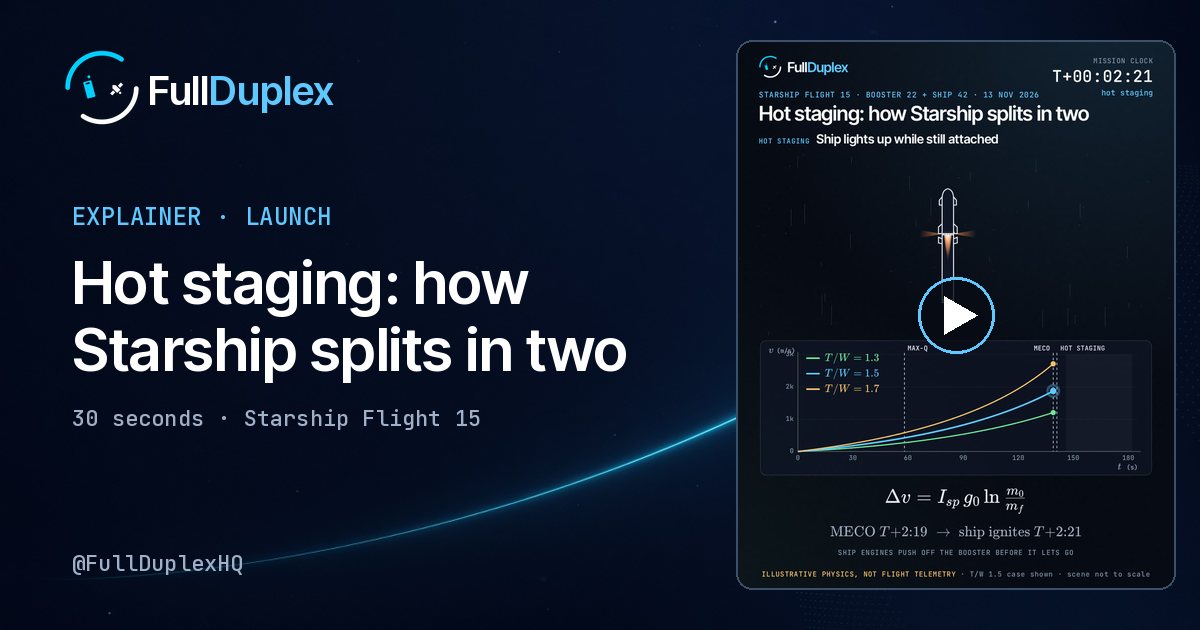 FullDuplex
EXPLAINER · LAUNCH
Hot staging: how
Starship splits in two
30 seconds · Starship Flight 15
@FullDuplexHQ
FullDuplex
MISSION CLOCK
T+00:02:21
hot staging
STARSHIP FLIGHT 15 · BOOSTER 22 + SHIP 42 · 13 NOV 2026
Hot staging: how Starship splits in two
HOT STAGING Ship lights up while still attached
v (m/s)
MAX-Q
MECO
HOT STAGING
T/W = 1.3
T/W = 1.5
T/W = 1.7
3k
2k
1k
0
0 30 60 90 120 150 180
t (s)
Δv = I_sp g_0 ln m_0/m_f
MECO T+2:19 → ship ignites T+2:21
SHIP ENGINES PUSH OFF THE BOOSTER BEFORE IT LETS GO
ILLUSTRATIVE PHYSICS, NOT FLIGHT TELEMETRY · T/W 1.5 case shown · scene not to scale